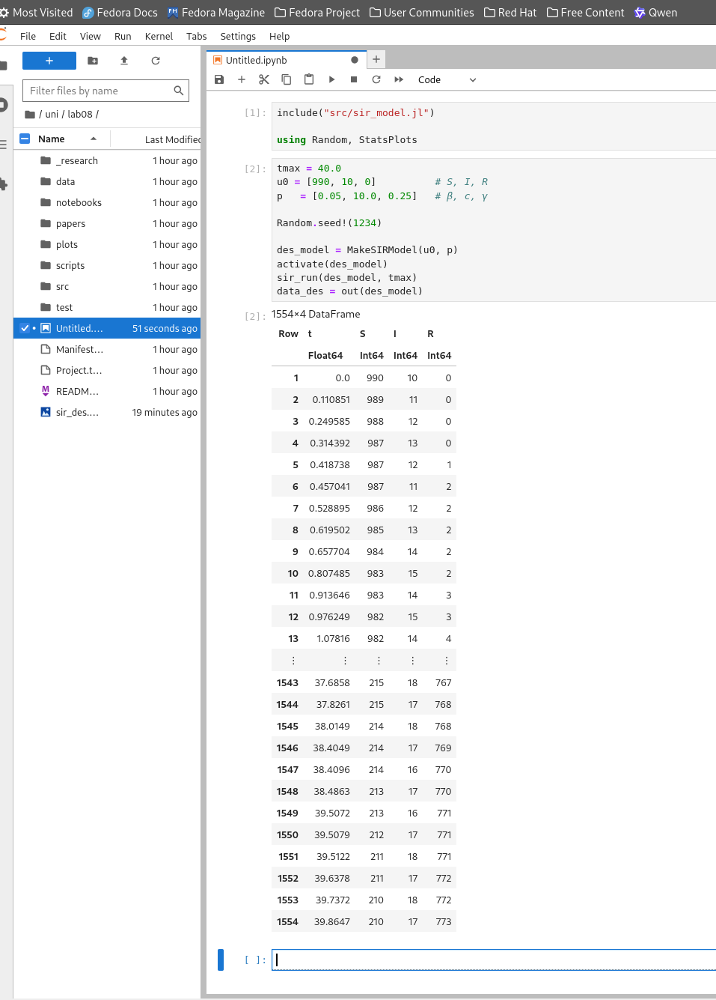 Most Visited Fedora Docs Fedora Magazine Fedora Project User Communities Red Hat Free Content Qwen
File Edit View Run Kernel Tabs Settings Help
+
Filter files by name
/ uni / lab08 /
Name Last Modified
_research 1 hour ago
data 1 hour ago
notebooks 1 hour ago
papers 1 hour ago
plots 1 hour ago
scripts 1 hour ago
src 1 hour ago
test 1 hour ago
Untitled.... 51 seconds ago
Manifest... 1 hour ago
Project.t... 1 hour ago
READM... 1 hour ago
sir_des.... 19 minutes ago
Untitled.ipynb
Code
[1]: include("src/sir_model.jl")
using Random, StatsPlots
[2]: tmax = 40.0
u0 = [990, 10, 0] # S, I, R
p = [0.05, 10.0, 0.25] # β, c, γ
Random.seed!(1234)
des_model = MakeSIRModel(u0, p)
activate(des_model)
sir_run(des_model, tmax)
data_des = out(des_model)
[2]: 1554×4 DataFrame
Row t S I R
Float64 Int64 Int64 Int64
1 0.0 990 10 0
2 0.110851 989 11 0
3 0.249585 988 12 0
4 0.314392 987 13 0
5 0.418738 987 12 1
6 0.457041 987 11 2
7 0.528895 986 12 2
8 0.619502 985 13 2
9 0.657704 984 14 2
10 0.807485 983 15 2
11 0.913646 983 14 3
12 0.976249 982 15 3
13 1.07816 982 14 4
⋮ ⋮ ⋮ ⋮ ⋮
1543 37.6858 215 18 767
1544 37.8261 215 17 768
1545 38.0149 214 18 768
1546 38.4049 214 17 769
1547 38.4096 214 16 770
1548 38.4863 213 17 770
1549 39.5072 213 16 771
1550 39.5079 212 17 771
1551 39.5122 211 18 771
1552 39.6378 211 17 772
1553 39.7372 210 18 772
1554 39.8647 210 17 773
[ ]: